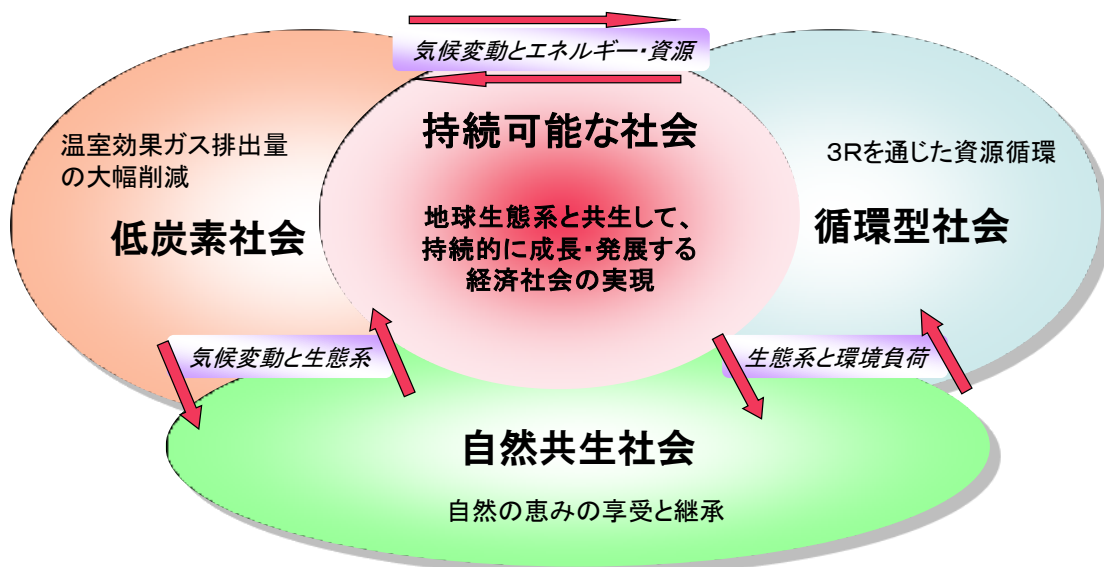 気候変動とエネルギー・資源
持続可能な社会
温室効果ガス排出量
の大幅削減
3Rを通じた資源循環
低炭素社会
地球生態系と共生して、
持続的に成長・発展する
経済社会の実現
循環型社会
気候変動と生態系
生態系と環境負荷
自然共生社会
自然の恵みの享受と継承